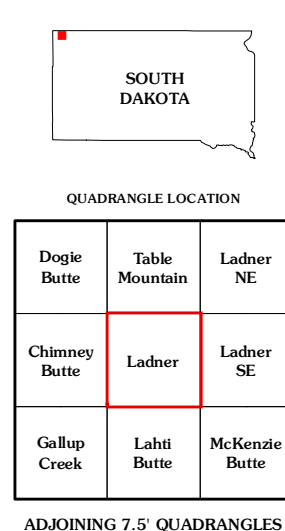 SOUTH
DAKOTA
QUADRANGLE LOCATION
Dogie
Butte
Table
Mountain
Ladner
NE
Chimney
Butte
Ladner
Ladner
SE
Gallup
Creek
Lahti
Butte
McKenzie
Butte
ADJOINING 7.5' QUADRANGLES